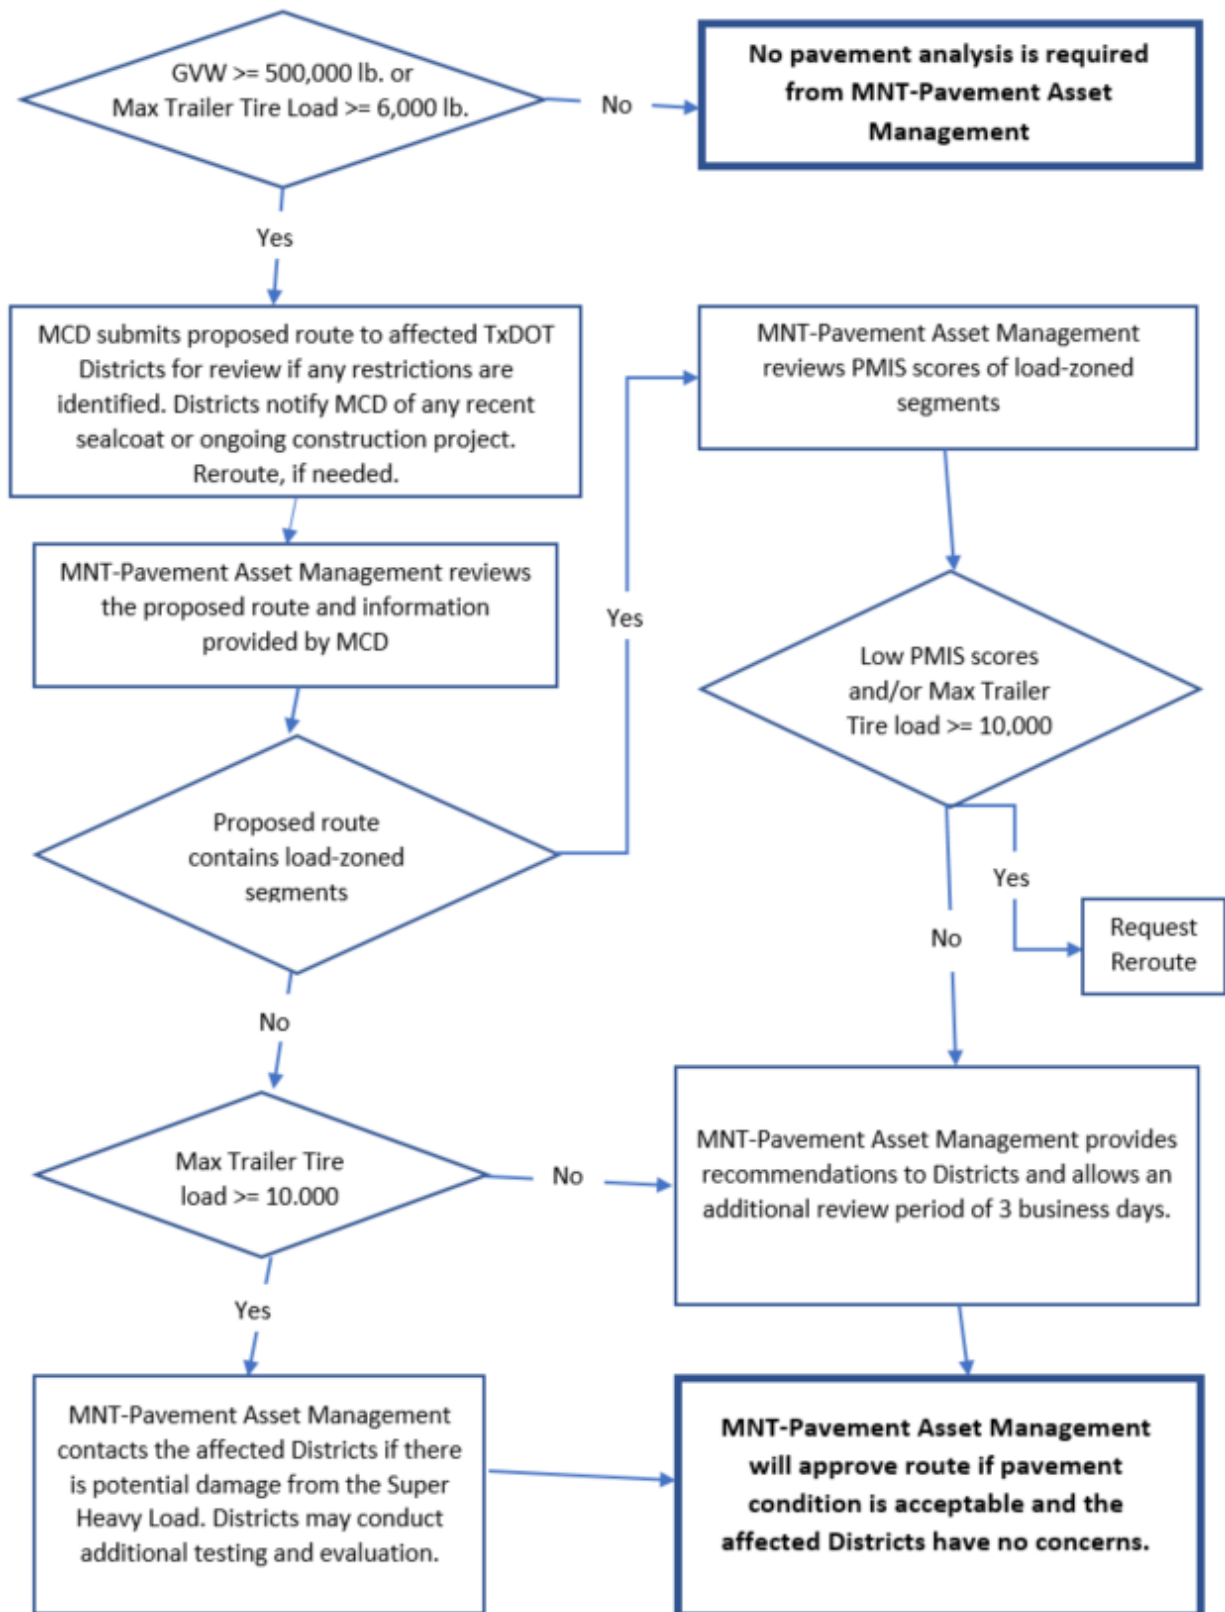 GVW >= 500,000 lb. or
Max Trailer Tire Load >= 6,000 lb.
No
No pavement analysis is required
from MNT-Pavement Asset
Management
Yes
MCD submits proposed route to affected TxDOT
Districts for review if any restrictions are
identified. Districts notify MCD of any recent
sealcoat or ongoing construction project.
Reroute, if needed.
MNT-Pavement Asset Management reviews
the proposed route and information
provided by MCD
Proposed route
contains load-zoned
segments
Yes
MNT-Pavement Asset Management
reviews PMIS scores of load-zoned
segments
Low PMIS scores
and/or Max Trailer
Tire load >= 10,000
Yes
Request
Reroute
No
No
Max Trailer Tire
load >= 10.000
No
MNT-Pavement Asset Management provides
recommendations to Districts and allows an
additional review period of 3 business days.
Yes
MNT-Pavement Asset Management
contacts the affected Districts if there
is potential damage from the Super
Heavy Load. Districts may conduct
additional testing and evaluation.
MNT-Pavement Asset Management
will approve route if pavement
condition is acceptable and the
affected Districts have no concerns.